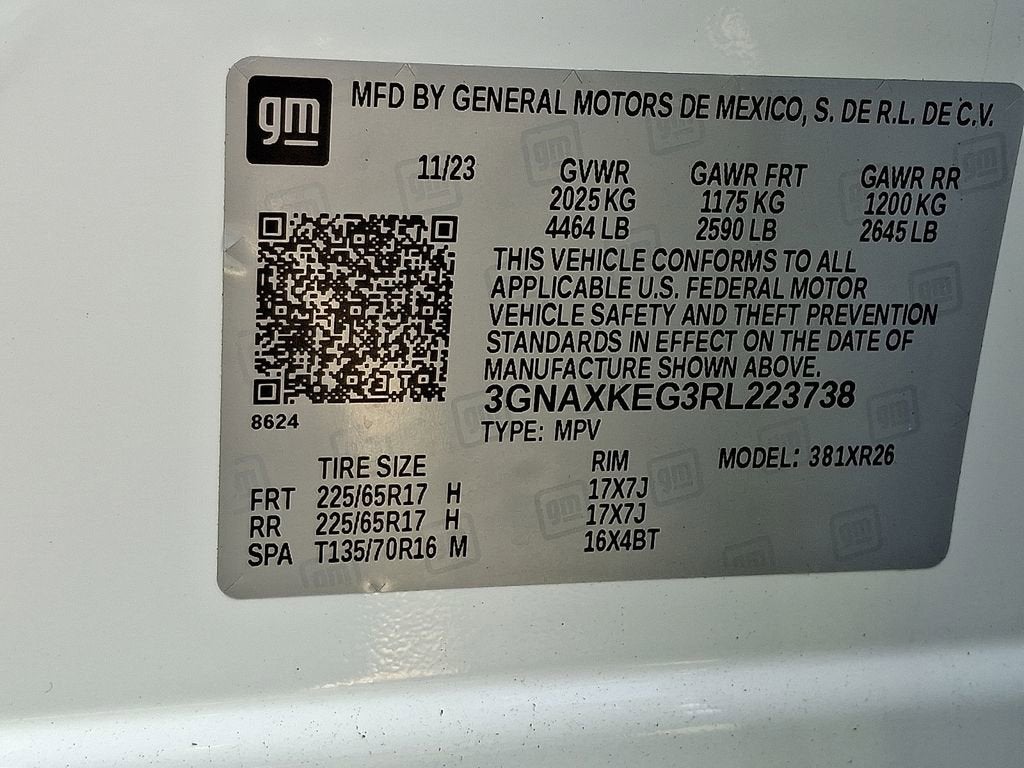 gm
MFD BY GENERAL MOTORS DE MEXICO, S. DE R.L. DE C.V.
11/23 GVWR GAWR FRT GAWR RR
2025 KG 1175 KG 1200 KG
4464 LB 2590 LB 2645 LB
THIS VEHICLE CONFORMS TO ALL
APPLICABLE U.S. FEDERAL MOTOR
VEHICLE SAFETY AND THEFT PREVENTION
STANDARDS IN EFFECT ON THE DATE OF
MANUFACTURE SHOWN ABOVE.
3GNAXKEG3RL223738
8624
TYPE: MPV
TIRE SIZE RIM MODEL: 381XR26
FRT 225/65R17 H 17X7J
RR 225/65R17 H 17X7J
SPA T135/70R16 M 16X4BT